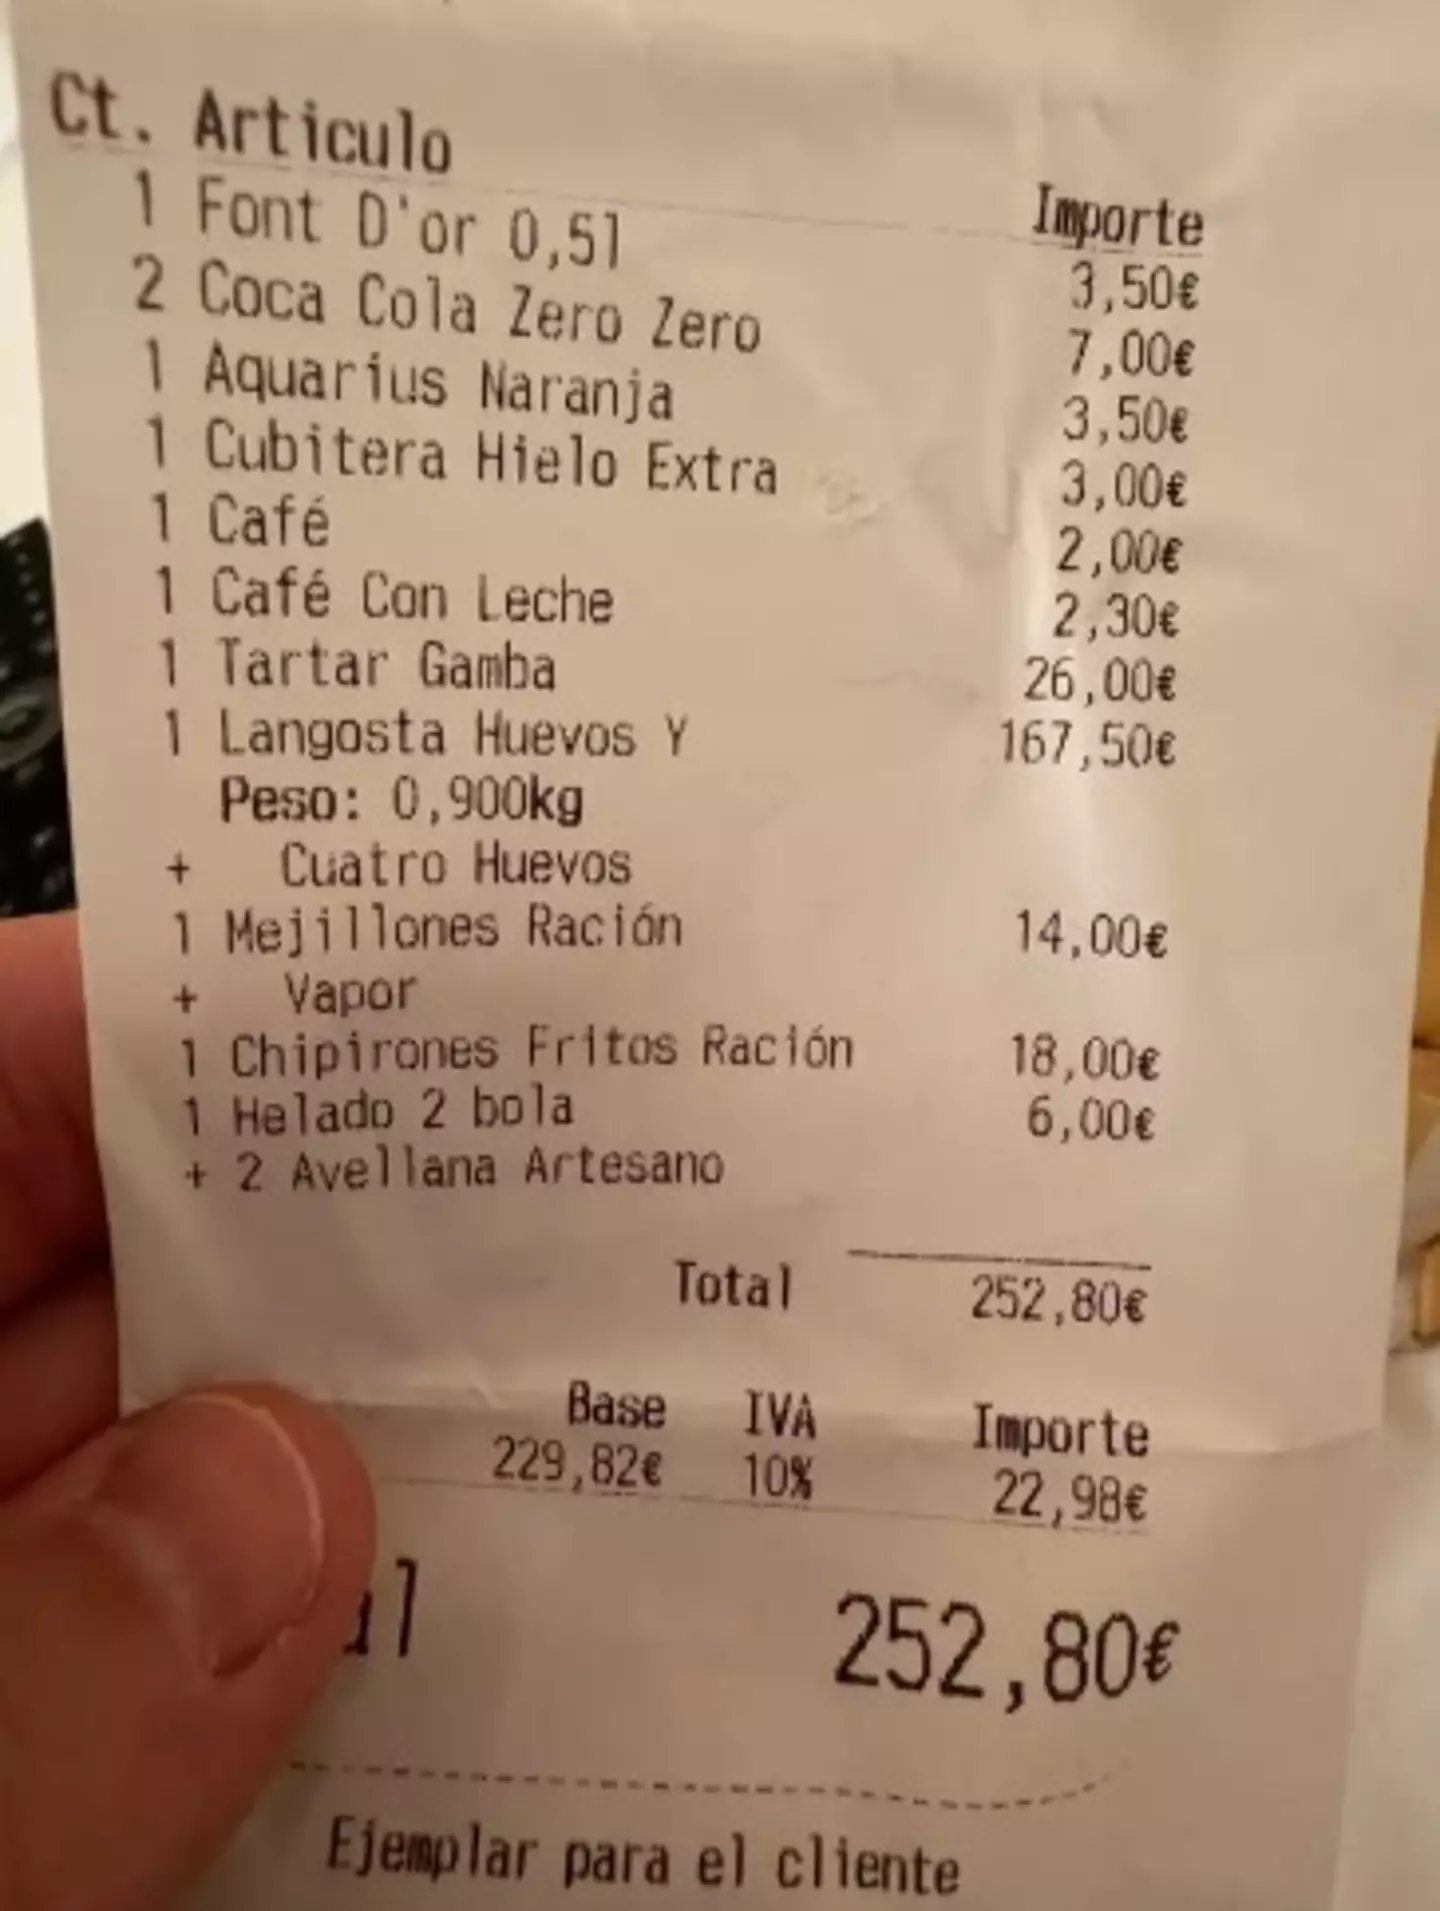 Ct. Articulo Importe
1 Font D'or 0,5l 3,50€
2 Coca Cola Zero Zero 7,00€
1 Aquarius Naranja 3,50€
1 Cubitera Hielo Extra 3,00€
1 Café 2,00€
1 Café Con Leche 2,30€
1 Tartar Gamba 26,00€
1 Langosta Huevos Y 167,50€
Peso: 0,900kg
+ Cuatro Huevos
1 Mejillones Ración 14,00€
+ Vapor
1 Chipirones Fritos Ración 18,00€
1 Helado 2 bola 6,00€
+ 2 Avellana Artesano
Total 252,80€
Base IVA Importe
229,82€ 10% 22,98€
252,80€
Ejemplar para el cliente